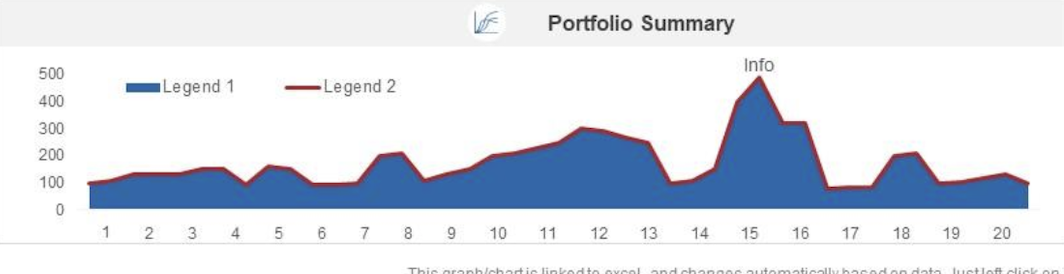 Portfolio Summary
Info
500
400
300
200
100
0
Legend 1 Legend 2
1 2 3 4 5 6 7 8 9 10 11 12 13 14 15 16 17 18 19 20
This graph/chart is linked to excel, and changes automatically based on data. Just left click on